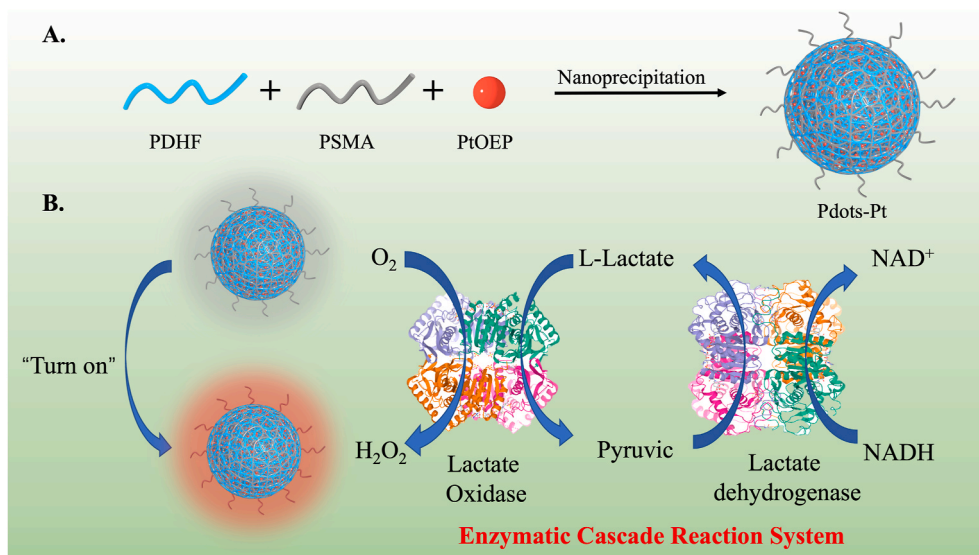 A.
PDHF + PSMA + PtOEP
Nanoprecipitation
Pdots-Pt
B.
“Turn on”
O₂
L-Lactate
NAD⁺
H₂O₂
Lactate
Oxidase
Pyruvic
Lactate
dehydrogenase
NADH
Enzymatic Cascade Reaction System